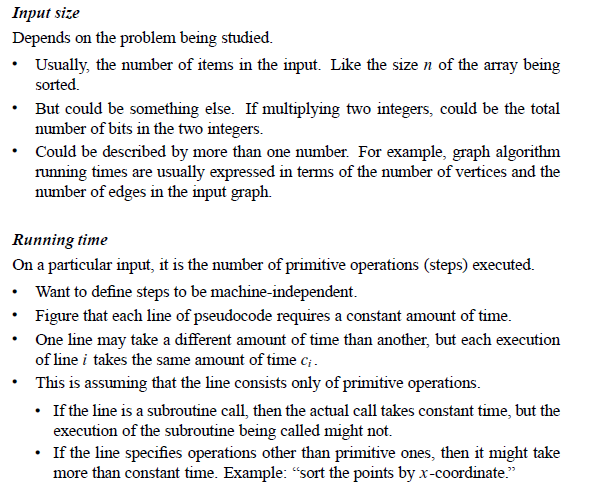 Input size
Depends on the problem being studied.
• Usually, the number of items in the input. Like the size n of the array being
sorted.
• But could be something else. If multiplying two integers, could be the total
number of bits in the two integers.
• Could be described by more than one number. For example, graph algorithm
running times are usually expressed in terms of the number of vertices and the
number of edges in the input graph.
Running time
On a particular input, it is the number of primitive operations (steps) executed.
• Want to define steps to be machine-independent.
• Figure that each line of pseudocode requires a constant amount of time.
• One line may take a different amount of time than another, but each execution
of line i takes the same amount of time cᵢ.
• This is assuming that the line consists only of primitive operations.
• If the line is a subroutine call, then the actual call takes constant time, but the
execution of the subroutine being called might not.
• If the line specifies operations other than primitive ones, then it might take
more than constant time. Example: “sort the points by x-coordinate.”